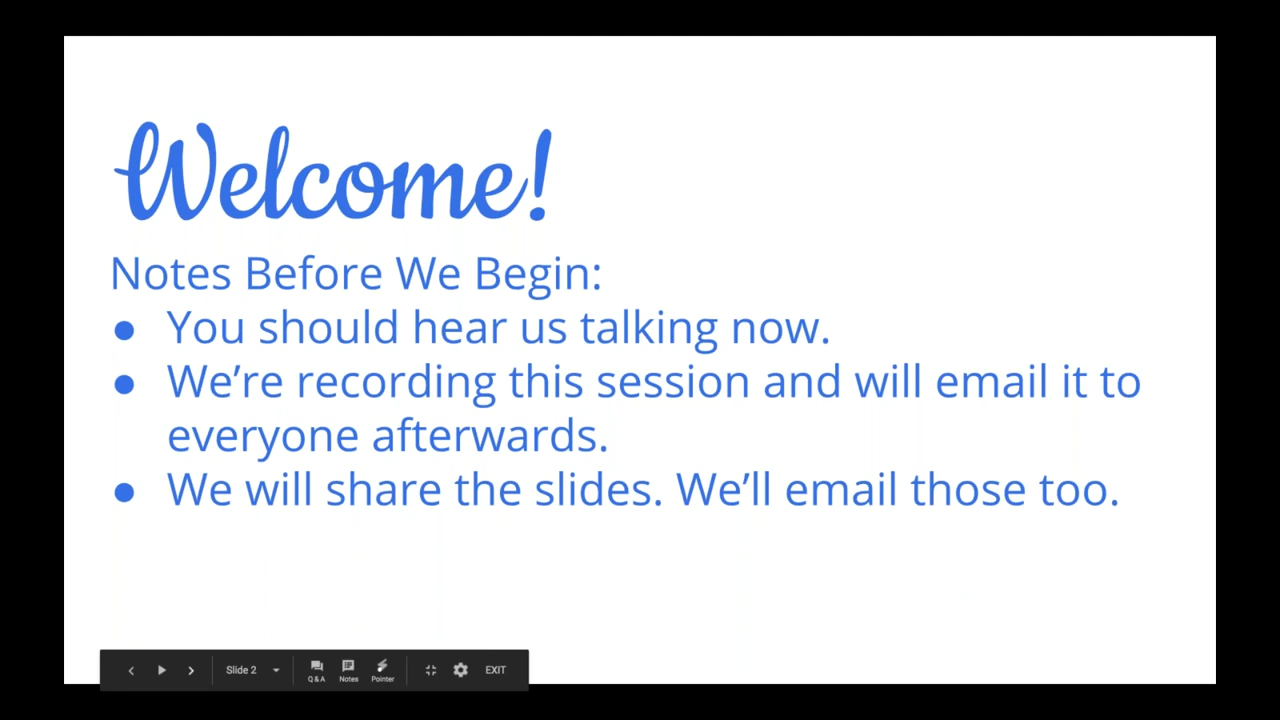 Welcome!
Notes Before We Begin:
● You should hear us talking now.
● We’re recording this session and will email it to
everyone afterwards.
● We will share the slides. We’ll email those too.
Slide 2
Q & A
Notes
Pointer
EXIT